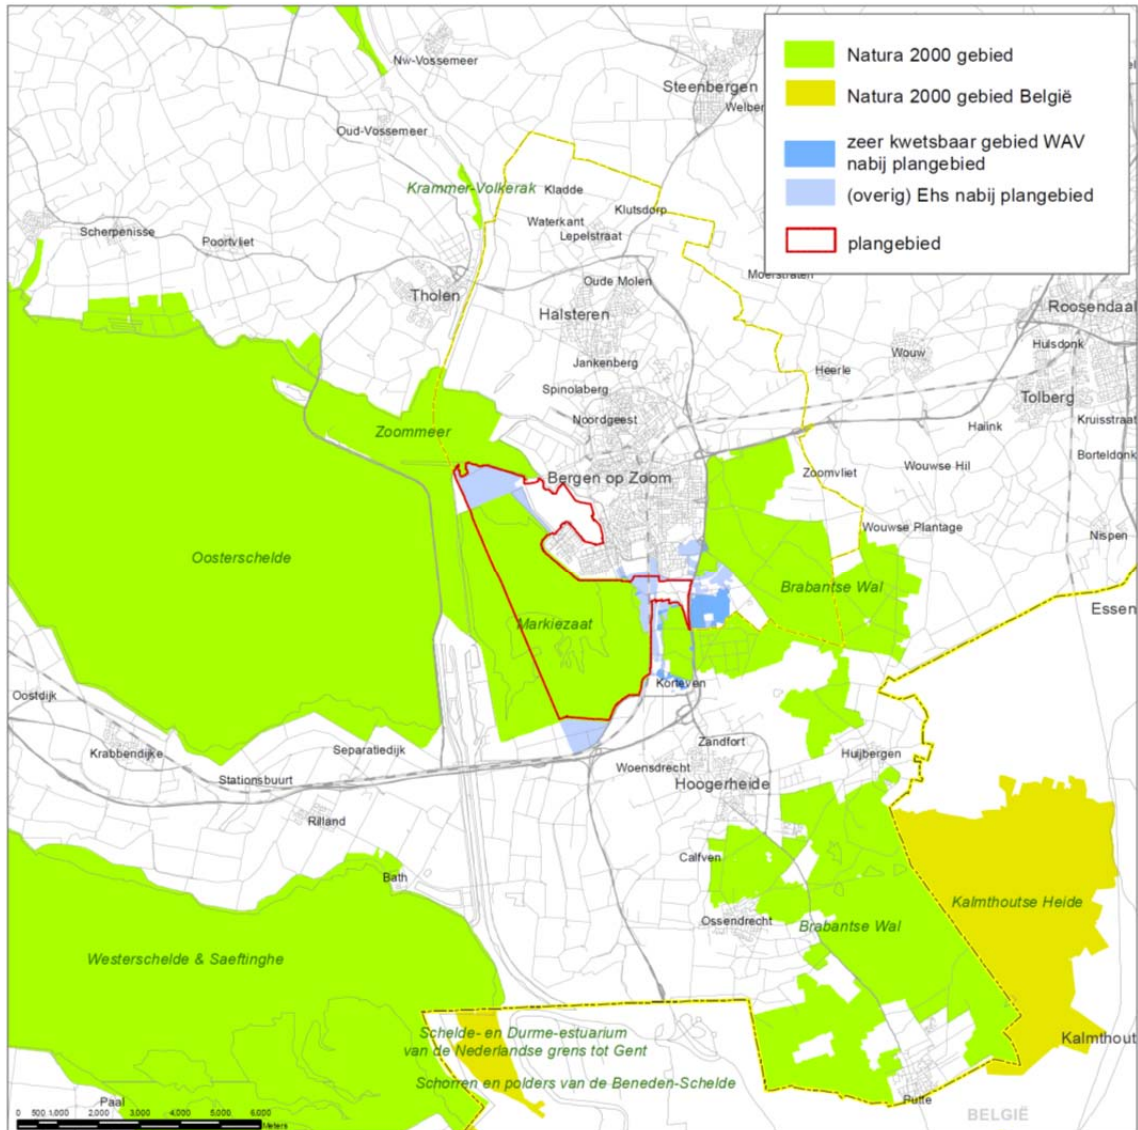 Natura 2000 gebied
Natura 2000 gebied België
zeer kwetsbaar gebied WAV
nabij plangebied
(overig) Ehs nabij plangebied
plangebied
Nw-Vossemeer
Steenbergen
Welber
Oud-Vossemeer
Krammer-Volkerak
Kladde
Klutsdorp
Waterkant
Lepelstraat
Scherpenisse
Poortvliet
Moerstraten
Oude Molen
Tholen
Halsteren
Roosendaal
Hulsdonk
Jankenberg
Wouw
Heerle
Spinolaberg
Tolberg
Noordgeest
Kruisstraat
Halink
Zoommeer
Borteldonk
Wouwse Hil
Zoomvliet
Bergen op Zoom
Wouwse Plantage
Nispen
Oosterschelde
Brabantse Wal
Essen
Markiezaat
Korteven
Oostdijk
Zandfort
Krabbendijke
Separatiedijk
Huijbergen
Woensdrecht
Stationsbuurt
Hoogerheide
Rilland
Calfven
Bath
Kalmthoutse Heide
Ossendrecht
Brabantse Wal
Westerschelde & Saeftinghe
Schelde- en Durme-estuarium
van de Nederlandse grens tot Gent
Kalmthout
Schorren en polders van de Beneden-Schelde
Paal
Putte
BELGIË
0 500 1.000 2.000 3.000 4.000 5.000 6.000
Meters